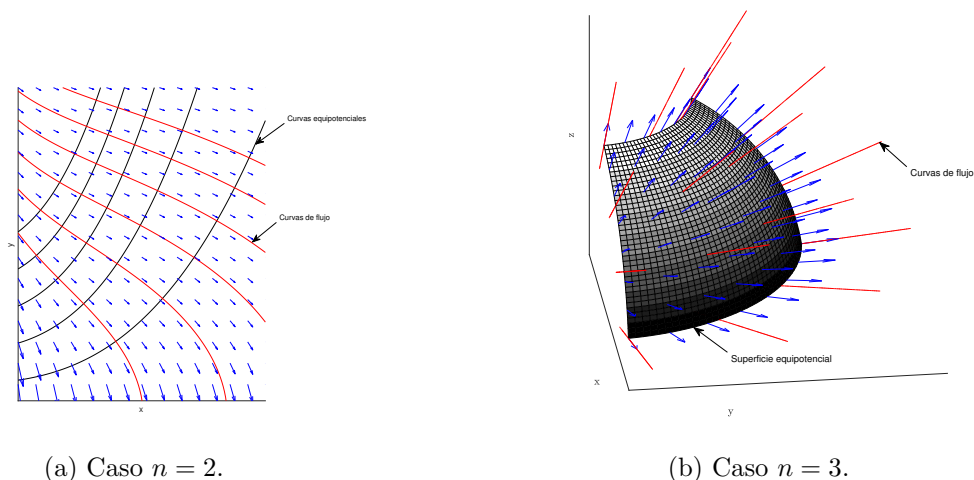 Curvas equipotenciales
Curvas de flujo
y
x
(a) Caso n = 2.
z
Curvas de flujo
Superficie equipotencial
x
y
(b) Caso n = 3.